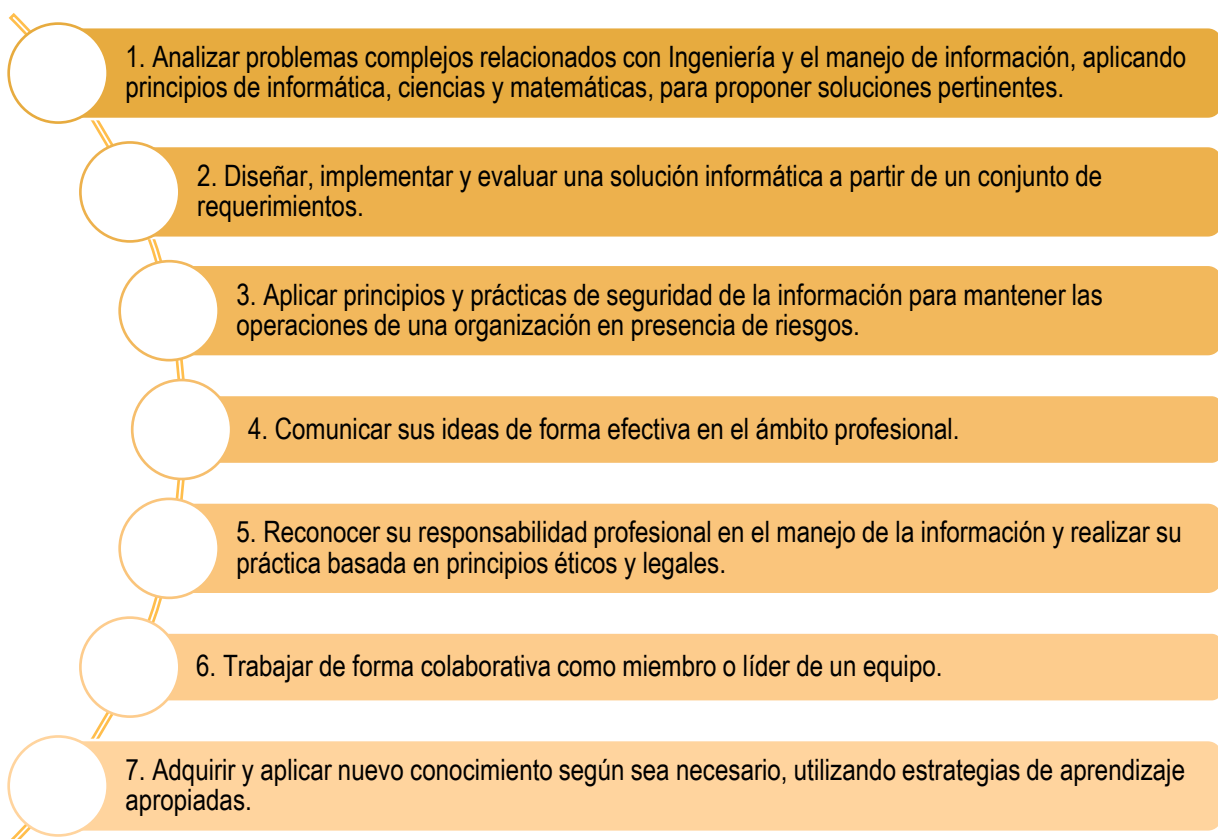 1. Analizar problemas complejos relacionados con Ingeniería y el manejo de información, aplicando
principios de informática, ciencias y matemáticas, para proponer soluciones pertinentes.
2. Diseñar, implementar y evaluar una solución informática a partir de un conjunto de
requerimientos.
3. Aplicar principios y prácticas de seguridad de la información para mantener las
operaciones de una organización en presencia de riesgos.
4. Comunicar sus ideas de forma efectiva en el ámbito profesional.
5. Reconocer su responsabilidad profesional en el manejo de la información y realizar su
práctica basada en principios éticos y legales.
6. Trabajar de forma colaborativa como miembro o líder de un equipo.
7. Adquirir y aplicar nuevo conocimiento según sea necesario, utilizando estrategias de aprendizaje
apropiadas.